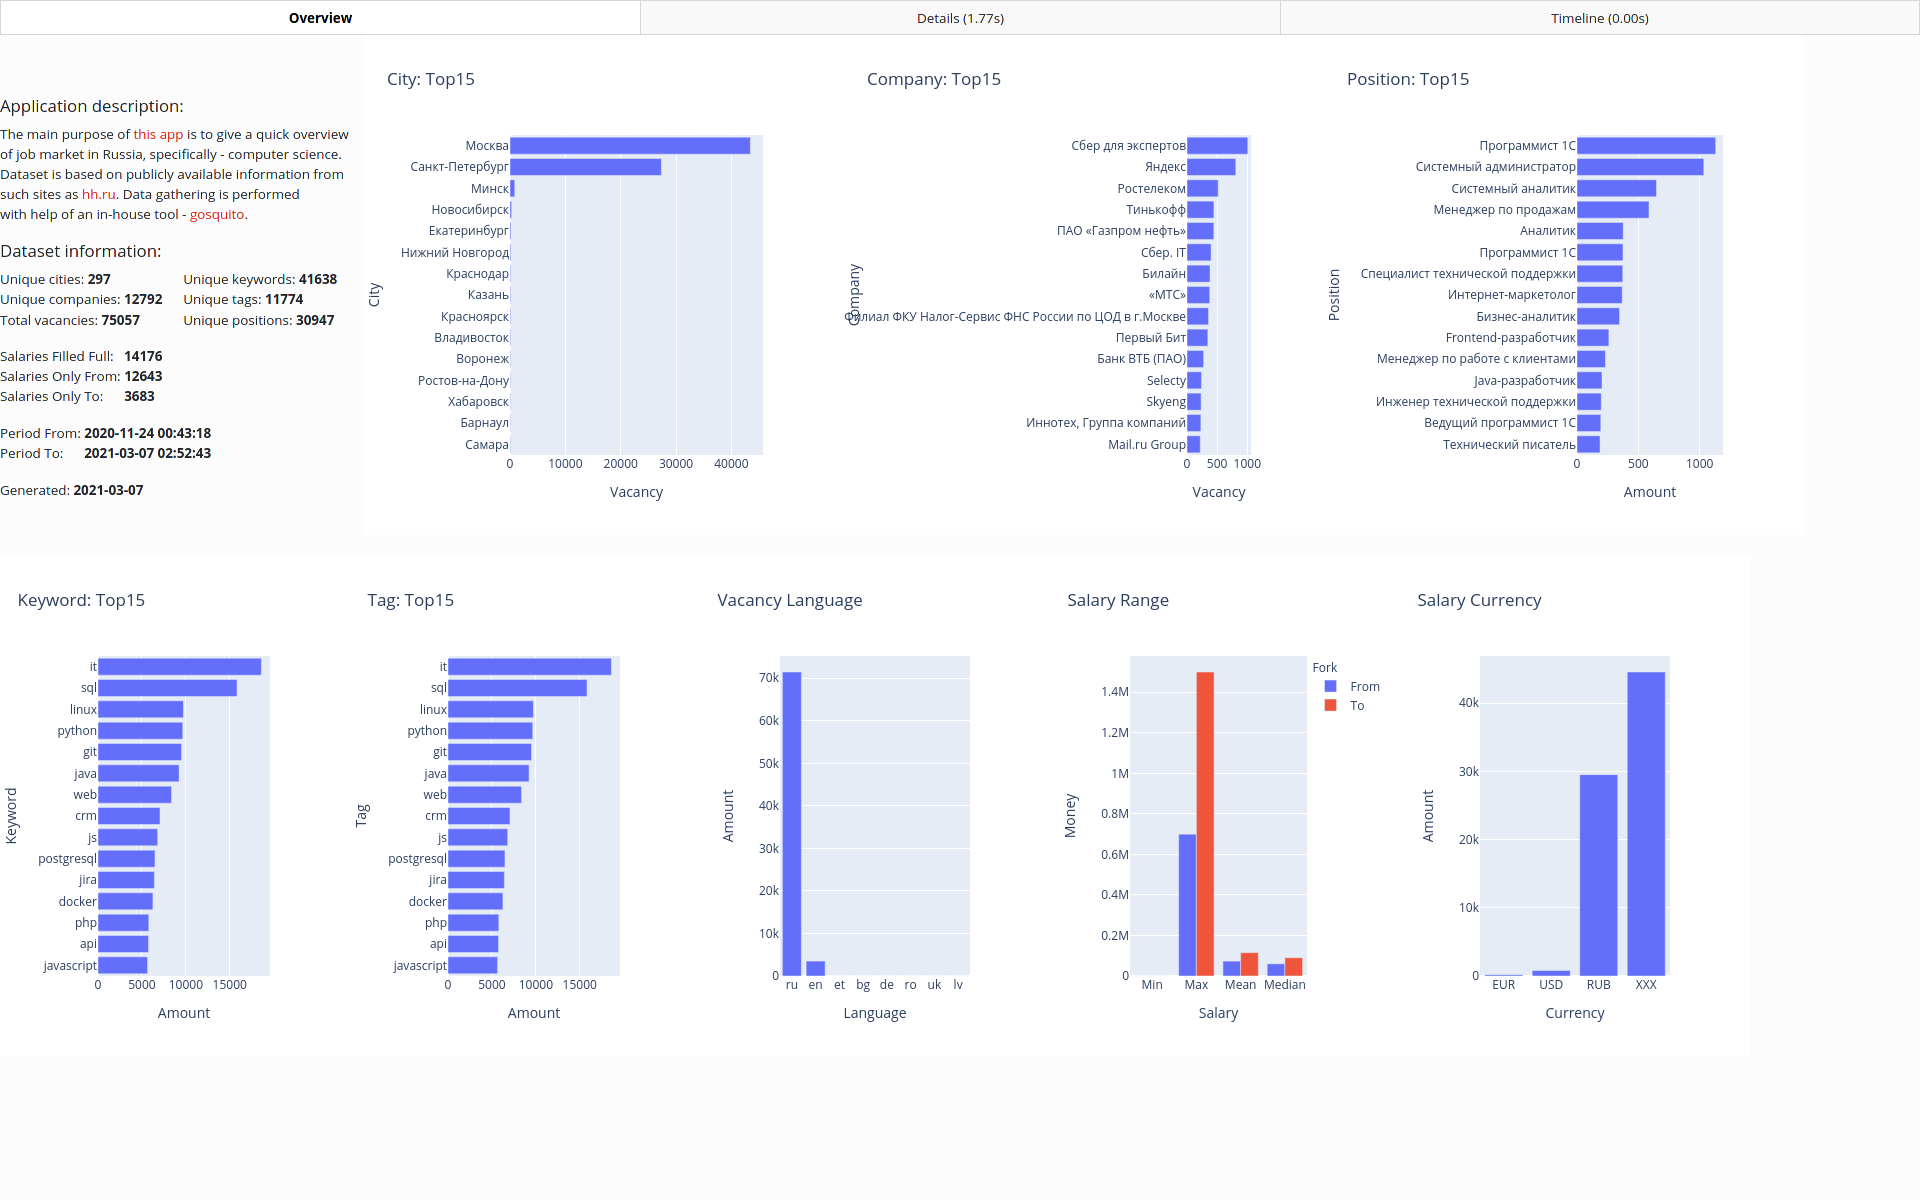 Overview
Details (1.77s)
Timeline (0.00s)
Application description:
The main purpose of this app is to give a quick overview
of job market in Russia, specifically - computer science.
Dataset is based on publicly available information from
such sites as hh.ru. Data gathering is performed
with help of an in-house tool - gosquito.
Dataset information:
Unique cities: 297 Unique keywords: 41638
Unique companies: 12792 Unique tags: 11774
Total vacancies: 75057 Unique positions: 30947
Salaries Filled Full: 14176
Salaries Only From: 12643
Salaries Only To: 3683
Period From: 2020-11-24 00:43:18
Period To: 2021-03-07 02:52:43
Generated: 2021-03-07
City: Top15
City
Москва
Санкт-Петербург
Минск
Новосибирск
Екатеринбург
Нижний Новгород
Краснодар
Казань
Красноярск
Владивосток
Воронеж
Ростов-на-Дону
Хабаровск
Барнаул
Самара
0 10000 20000 30000 40000
Vacancy
Company: Top15
Company
Сбер для экспертов
Яндекс
Ростелеком
Тинькофф
ПАО «Газпром нефть»
Сбер. IT
Билайн
«МТС»
Филиал ФКУ Налог-Сервис ФНС России по ЦОД в г.Москве
Первый Бит
Банк ВТБ (ПАО)
Selecty
Skyeng
Иннотех, Группа компаний
Mail.ru Group
0 500 1000
Vacancy
Position: Top15
Position
Программист 1С
Системный администратор
Системный аналитик
Менеджер по продажам
Аналитик
Программист 1C
Специалист технической поддержки
Интернет-маркетолог
Бизнес-аналитик
Frontend-разработчик
Менеджер по работе с клиентами
Java-разработчик
Инженер технической поддержки
Ведущий программист 1С
Технический писатель
0 500 1000
Amount
Keyword: Top15
Keyword
it
sql
linux
python
git
java
web
crm
js
postgresql
jira
docker
php
api
javascript
0 5000 10000 15000
Amount
Tag: Top15
Tag
it
sql
linux
python
git
java
web
crm
js
postgresql
jira
docker
php
api
javascript
0 5000 10000 15000
Amount
Vacancy Language
Amount
70k
60k
50k
40k
30k
20k
10k
0
ru en et bg de ro uk lv
Language
Salary Range
Money
1.4M
1.2M
1M
0.8M
0.6M
0.4M
0.2M
0
Min Max Mean Median
Salary
Fork
From
To
Salary Currency
Amount
40k
30k
20k
10k
0
EUR USD RUB XXX
Currency